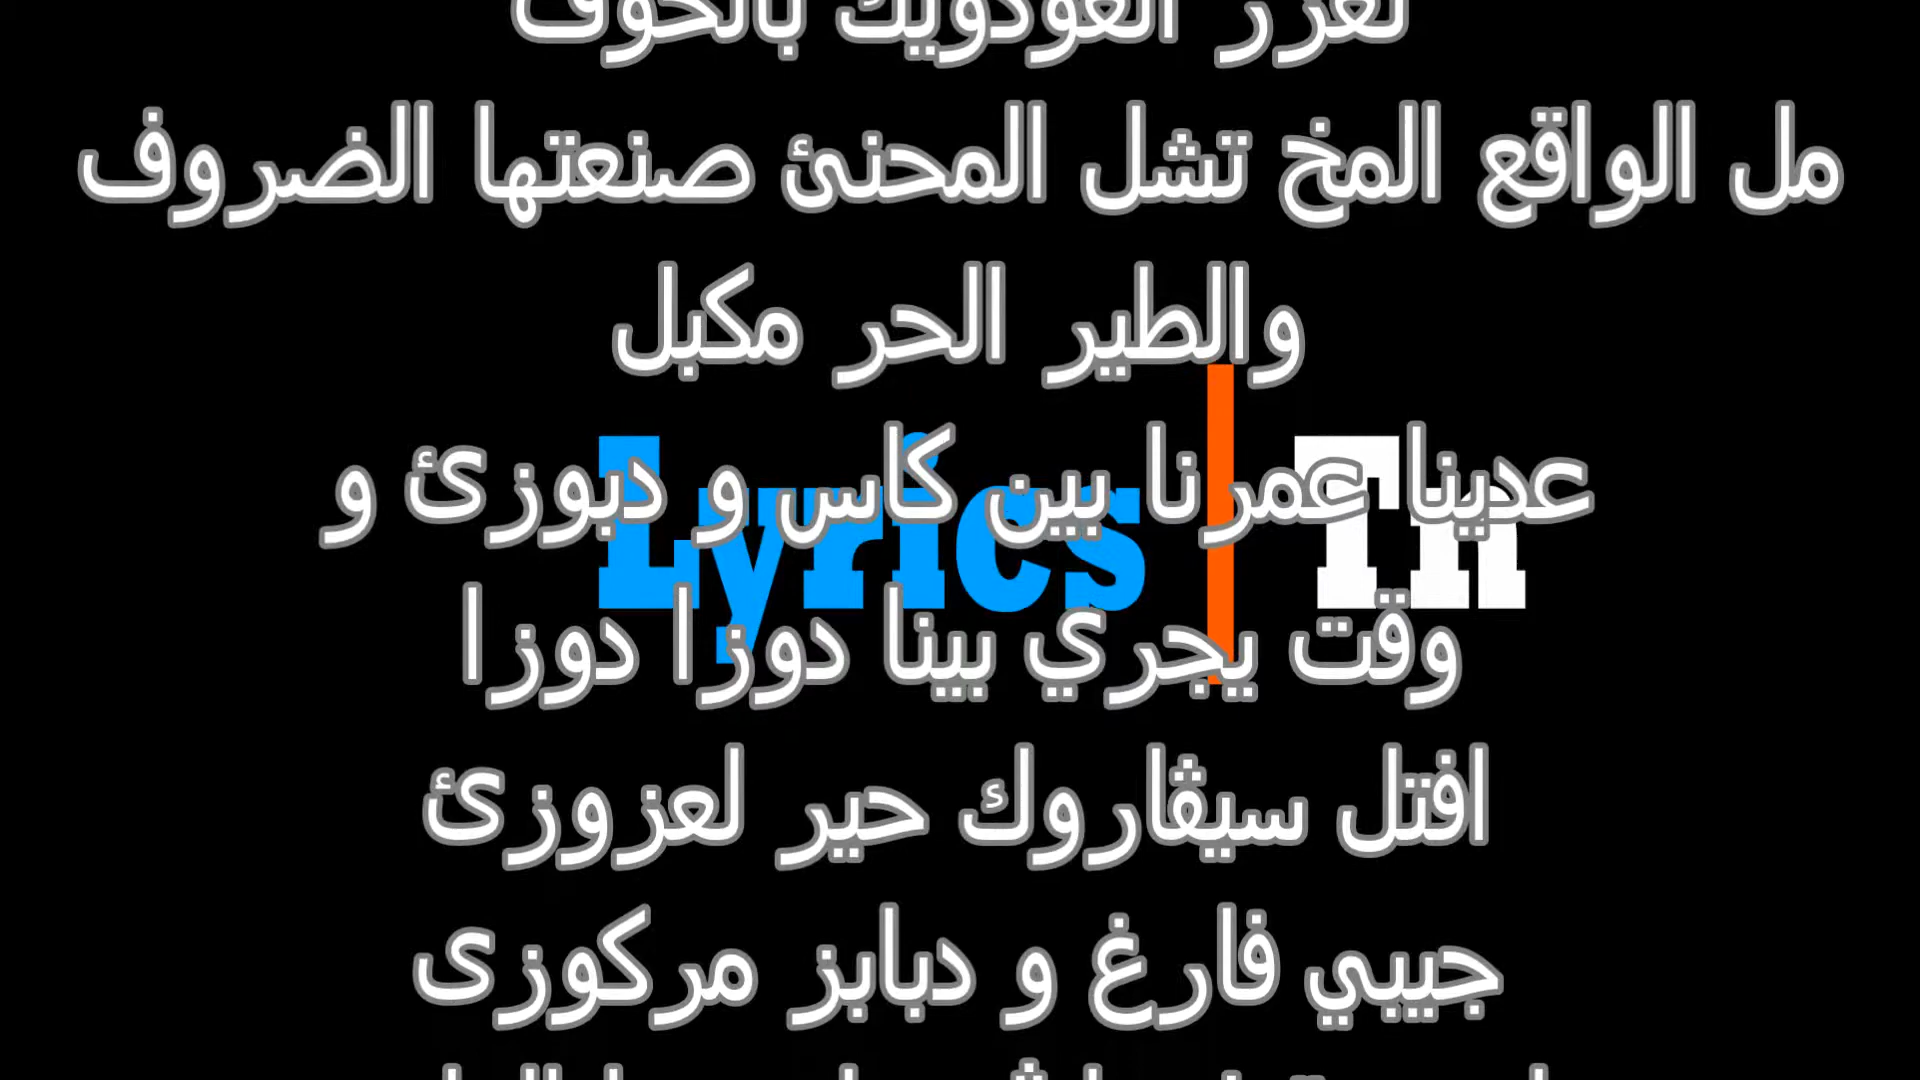 مل الواقع المخ تشل المحنئ صنعتها الضروف
والطير الحر مكبل
عدينا عمرنا بين كاس و دبوزئ و
Lyrics | Tn
وقت يجري بينا دوزا دوزا
افتل سيڤاروك حير لعزوزئ
جيبي فارغ و دبابز مركوزى